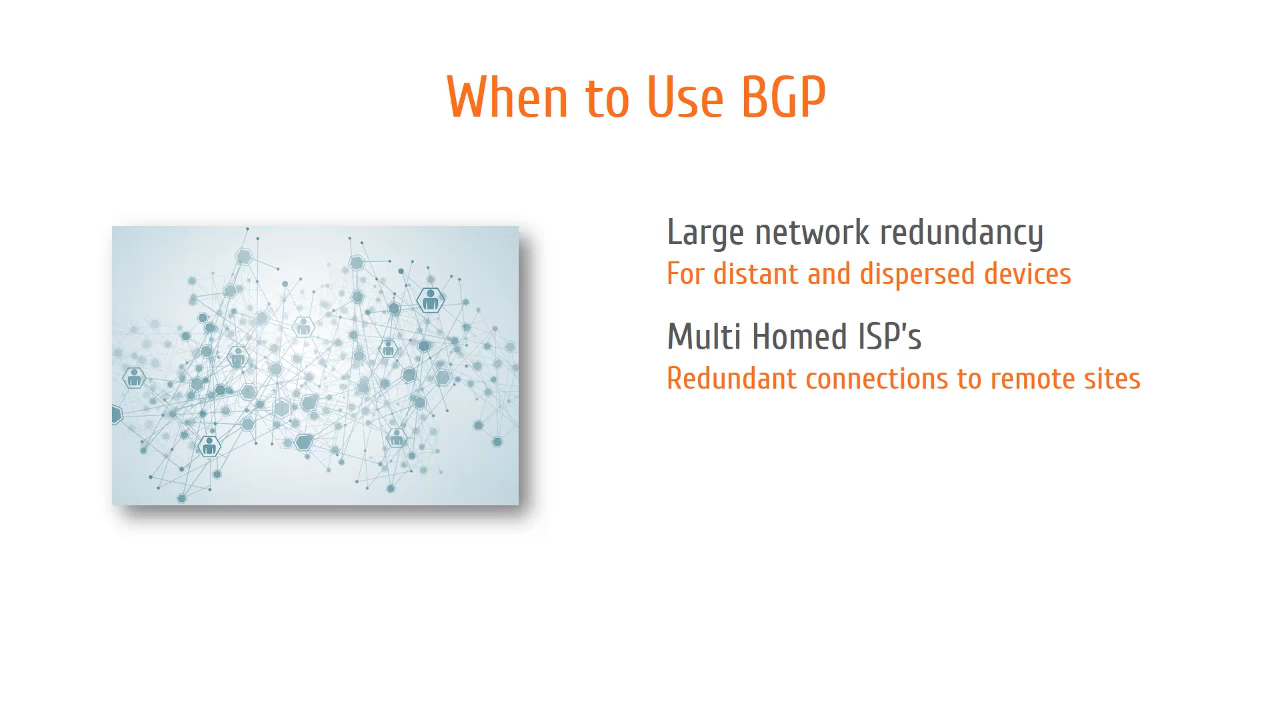 When to Use BGP
Large network redundancy
For distant and dispersed devices
Multi Homed ISP's
Redundant connections to remote sites